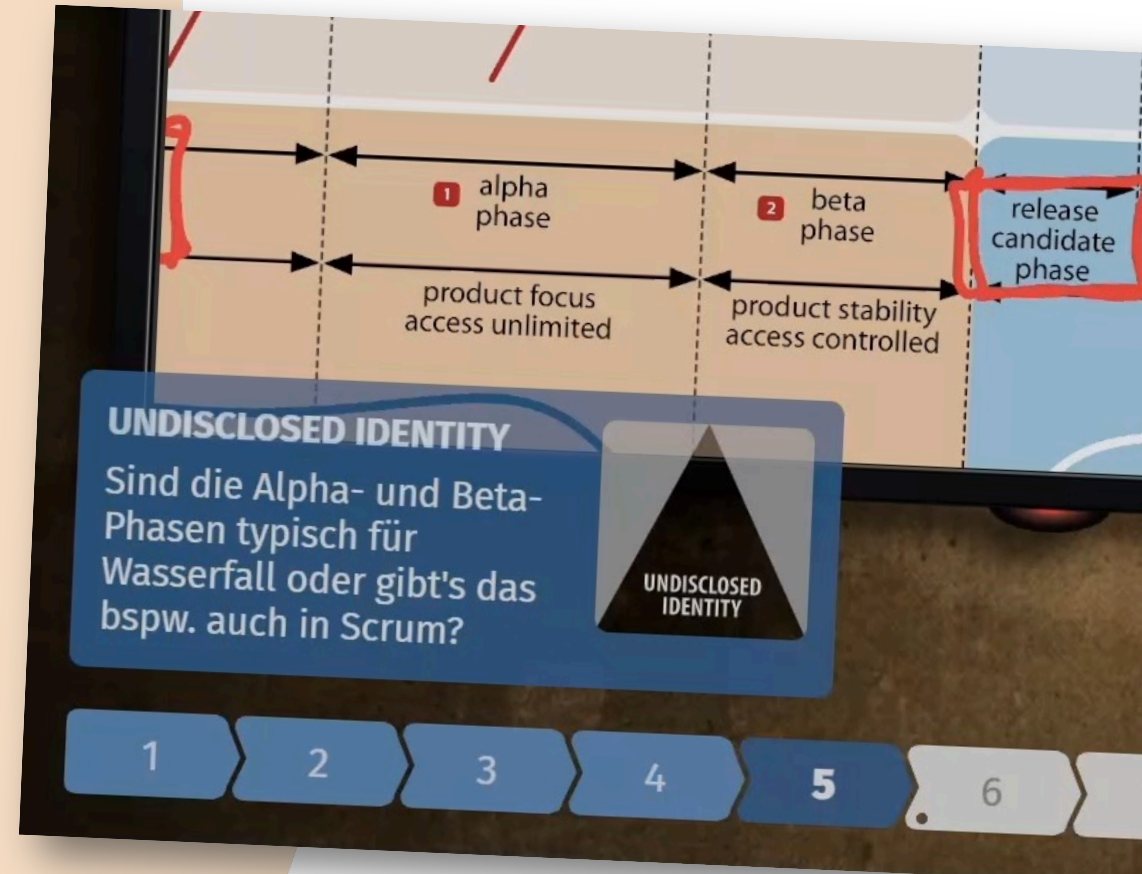 1 alpha
phase
2 beta
phase
release
candidate
phase
product focus
access unlimited
product stability
access controlled
UNDISCLOSED IDENTITY
Sind die Alpha- und Beta-
Phasen typisch für
Wasserfall oder gibt's das
bspw. auch in Scrum?
UNDISCLOSED
IDENTITY
1 2 3 4 5 6